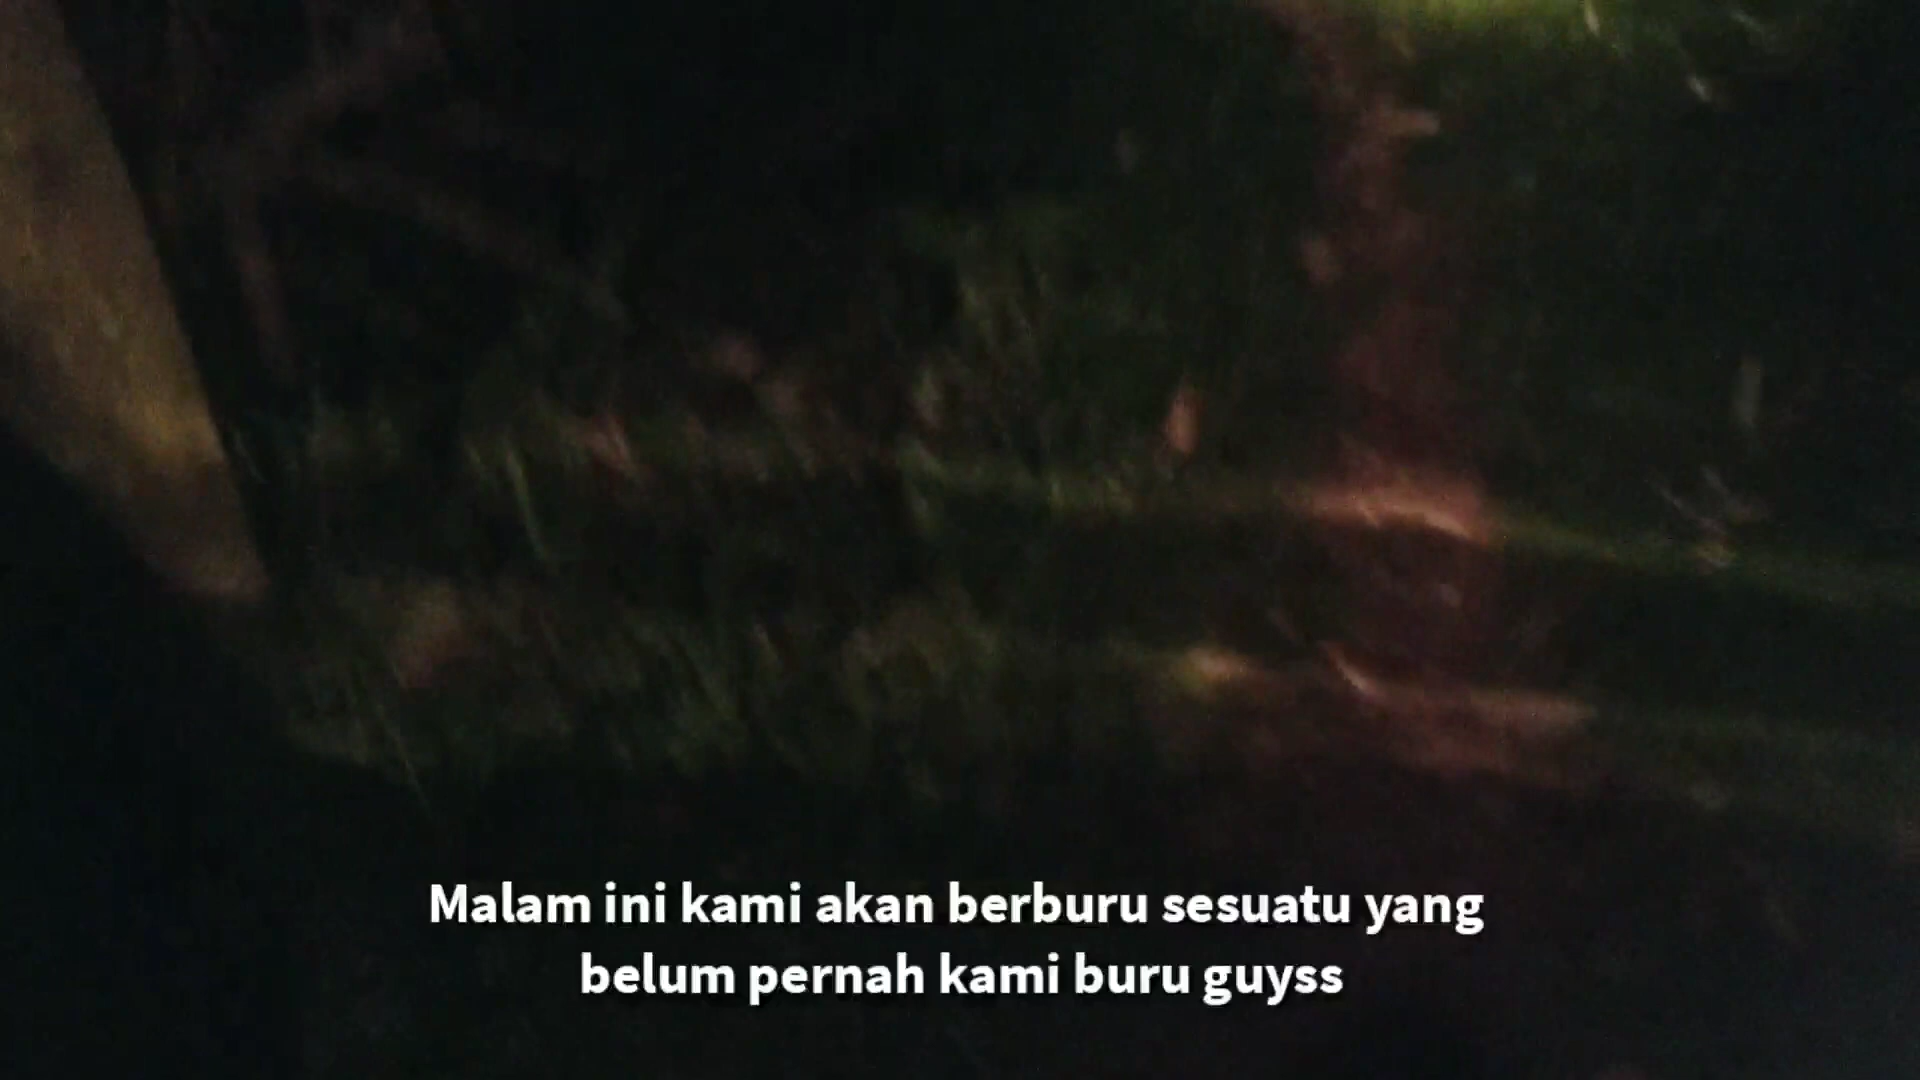 Malam ini kami akan berburu sesuatu yang
belum pernah kami buru guyss